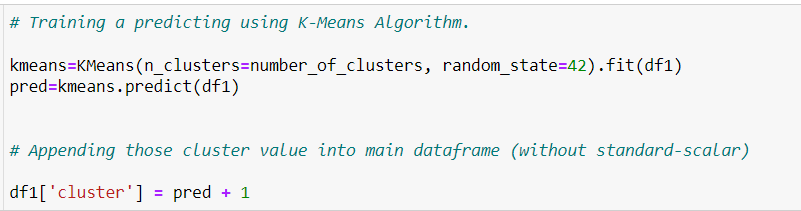 # Training a predicting using K-Means Algorithm.
kmeans=KMeans(n_clusters=number_of_clusters, random_state=42).fit(df1)
pred=kmeans.predict(df1)
# Appending those cluster value into main dataframe (without standard-scalar)
df1['cluster'] = pred + 1